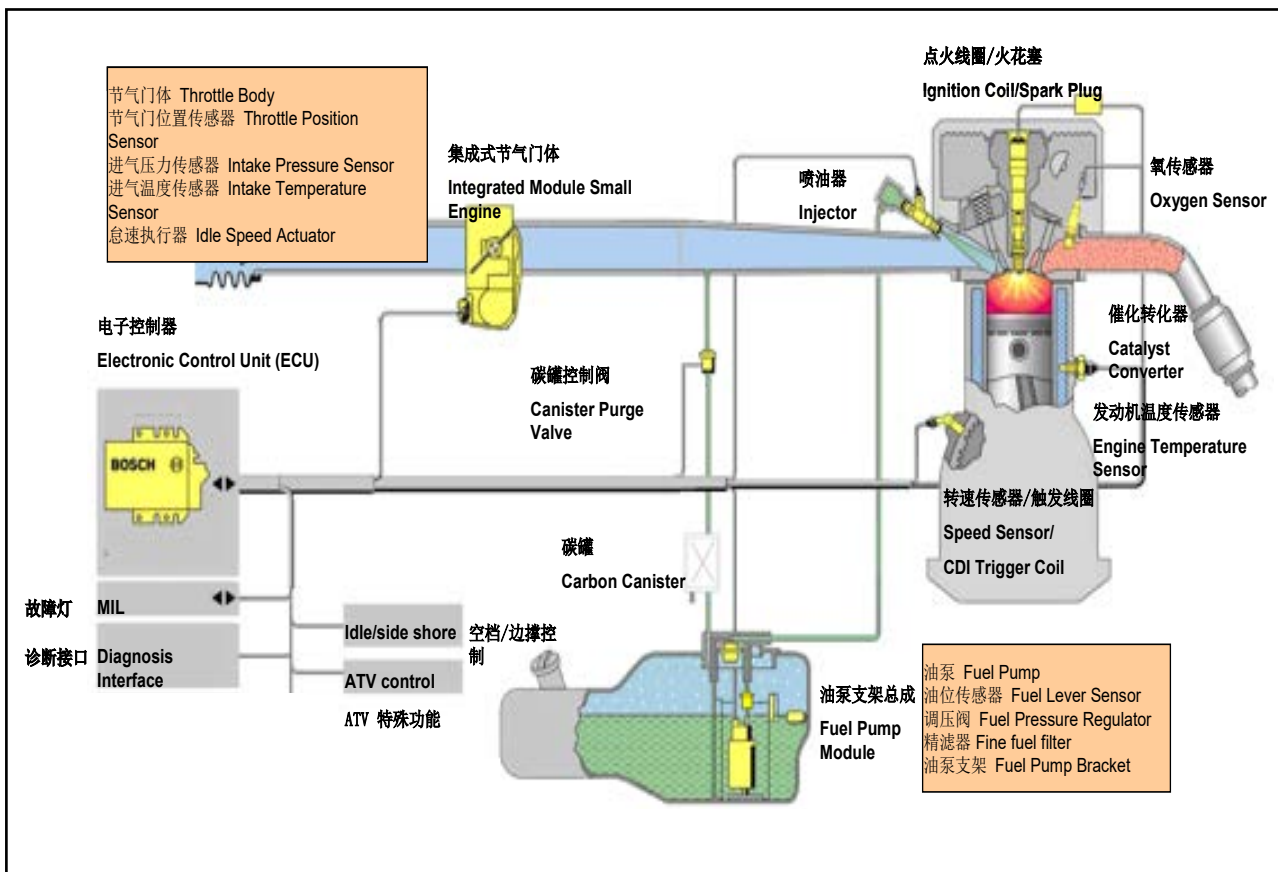 节气门体 Throttle Body
节气门位置传感器 Throttle Position
Sensor
进气压力传感器 Intake Pressure Sensor
进气温度传感器 Intake Temperature
Sensor
怠速执行器 Idle Speed Actuator
集成式节气门体
Integrated Module Small
Engine
点火线圈/火花塞
Ignition Coil/Spark Plug
喷油器
Injector
氧传感器
Oxygen Sensor
电子控制器
Electronic Control Unit (ECU)
BOSCH
碳罐控制阀
Canister Purge
Valve
催化转化器
Catalyst
Converter
发动机温度传感器
Engine Temperature
Sensor
转速传感器/触发线圈
Speed Sensor/
CDI Trigger Coil
碳罐
Carbon Canister
故障灯 MIL
诊断接口 Diagnosis
Interface
Idle/side shore
空档/边撑控
制
ATV control
ATV 特殊功能
油泵支架总成
Fuel Pump
Module
油泵 Fuel Pump
油位传感器 Fuel Lever Sensor
调压阀 Fuel Pressure Regulator
精滤器 Fine fuel filter
油泵支架 Fuel Pump Bracket